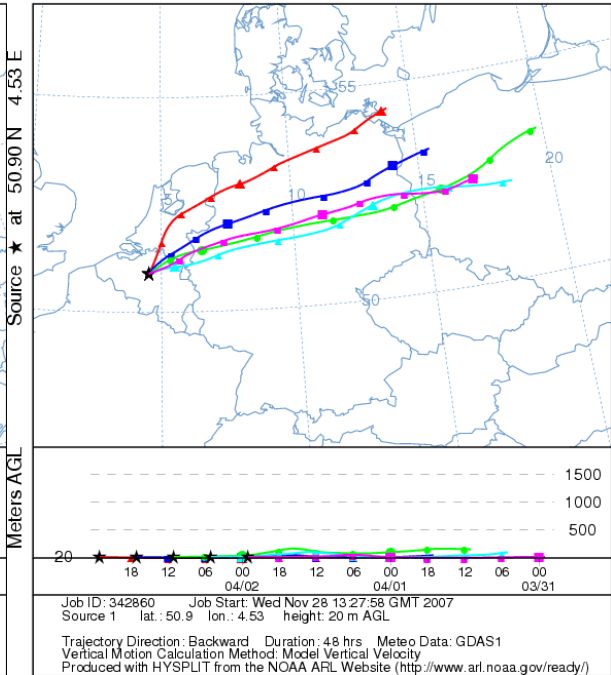 Source ★ at 50.90 N 4.53 E
55
20
15
10
50
Meters AGL
1500
1000
500
20
18 12 06 00 18 12 06 00 18 12 06 00
04/02 04/01 03/31
Job ID: 342860 Job Start: Wed Nov 28 13:27:58 GMT 2007
Source 1 lat.: 50.9 lon.: 4.53 height: 20 m AGL
Trajectory Direction: Backward Duration: 48 hrs Meteo Data: GDAS1
Vertical Motion Calculation Method: Model Vertical Velocity
Produced with HYSPLIT from the NOAA ARL Website (http://www.arl.noaa.gov/ready/)